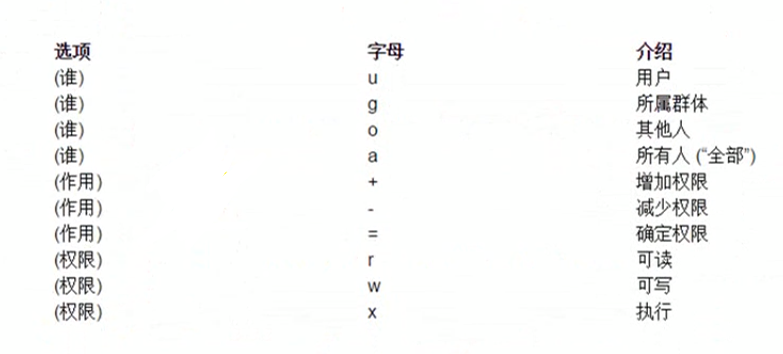 选项 字母 介绍
(谁) u 用户
(谁) g 所属群体
(谁) o 其他人
(谁) a 所有人 (“全部”)
(作用) + 增加权限
(作用) - 减少权限
(作用) = 确定权限
(权限) r 可读
(权限) w 可写
(权限) x 执行